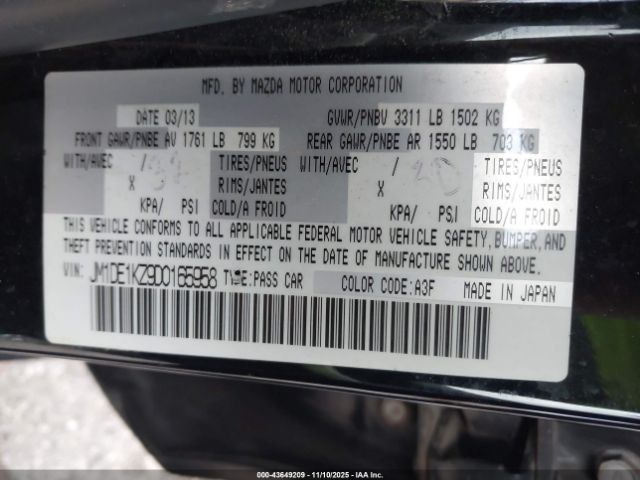 MFD. BY MAZDA MOTOR CORPORATION
DATE 03/13 GVWR/PNBV 3311 LB 1502 KG
FRONT GAWR/PNBE AV 1761 LB 799 KG REAR GAWR/PNBE AR 1550 LB 703 KG
WITH/AVEC / TIRES/PNEUS WITH/AVEC / TIRES/PNEUS
X RIMS/JANTES X RIMS/JANTES
KPA/ PSI COLD/A FROID KPA/ PSI COLD/A FROID
THIS VEHICLE CONFORMS TO ALL APPLICABLE FEDERAL MOTOR VEHICLE SAFETY, BUMPER, AND
THEFT PREVENTION STANDARDS IN EFFECT ON THE DATE OF MANUFACTURE SHOWN ABOVE.
VIN: JM1DE1KZ9D0165958 TYPE: PASS CAR COLOR CODE: A3F MADE IN JAPAN
© - 43649209 - 11/10/2025 - IAAI.COM